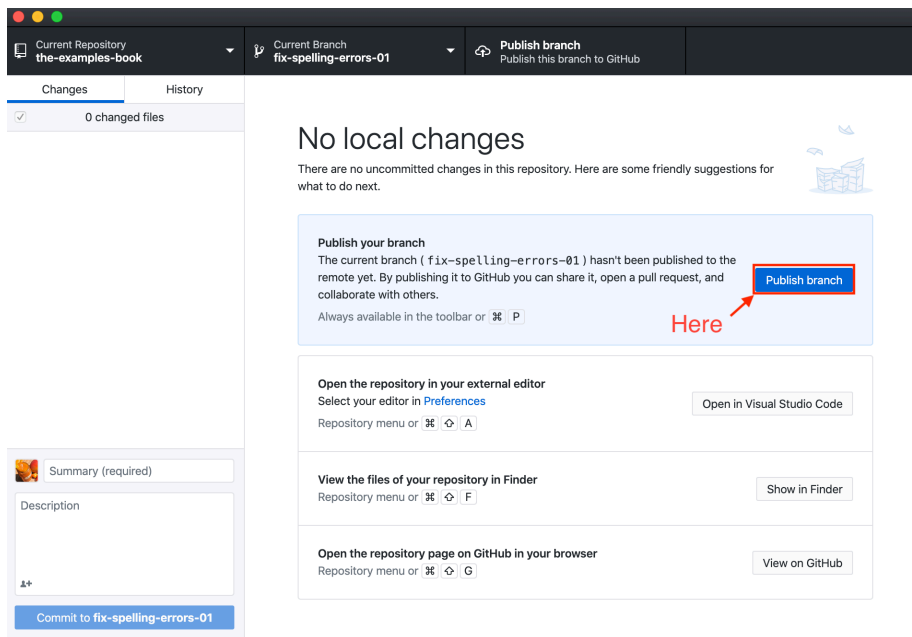 Current Repository
the-examples-book
Current Branch
fix-spelling-errors-01
Publish branch
Publish this branch to GitHub
Changes
History
0 changed files
No local changes
There are no uncommitted changes in this repository. Here are some friendly suggestions for
what to do next.
Publish your branch
The current branch ( fix-spelling-errors-01 ) hasn't been published to the
remote yet. By publishing it to GitHub you can share it, open a pull request, and
collaborate with others.
Always available in the toolbar or ⌘ P
Publish branch
Here
Open the repository in your external editor
Select your editor in Preferences
Repository menu or ⌘ ⇧ A
Open in Visual Studio Code
View the files of your repository in Finder
Repository menu or ⌘ ⇧ F
Show in Finder
Open the repository page on GitHub in your browser
Repository menu or ⌘ ⇧ G
View on GitHub
Summary (required)
Description
Commit to fix-spelling-errors-01